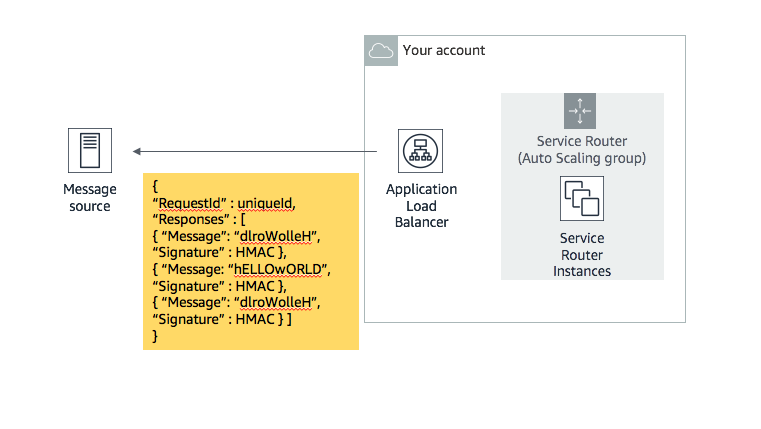 Your account
Service Router
(Auto Scaling group)
Message
source
Application
Load
Balancer
Service
Router
Instances
{
“RequestId” : uniqueId,
“Responses” : [
{ “Message”: “dlroWolleH”,
“Signature” : HMAC },
{ “Message: “hELLOwORLD”,
“Signature” : HMAC },
{ “Message”: “dlroWolleH”,
“Signature” : HMAC } ]
}